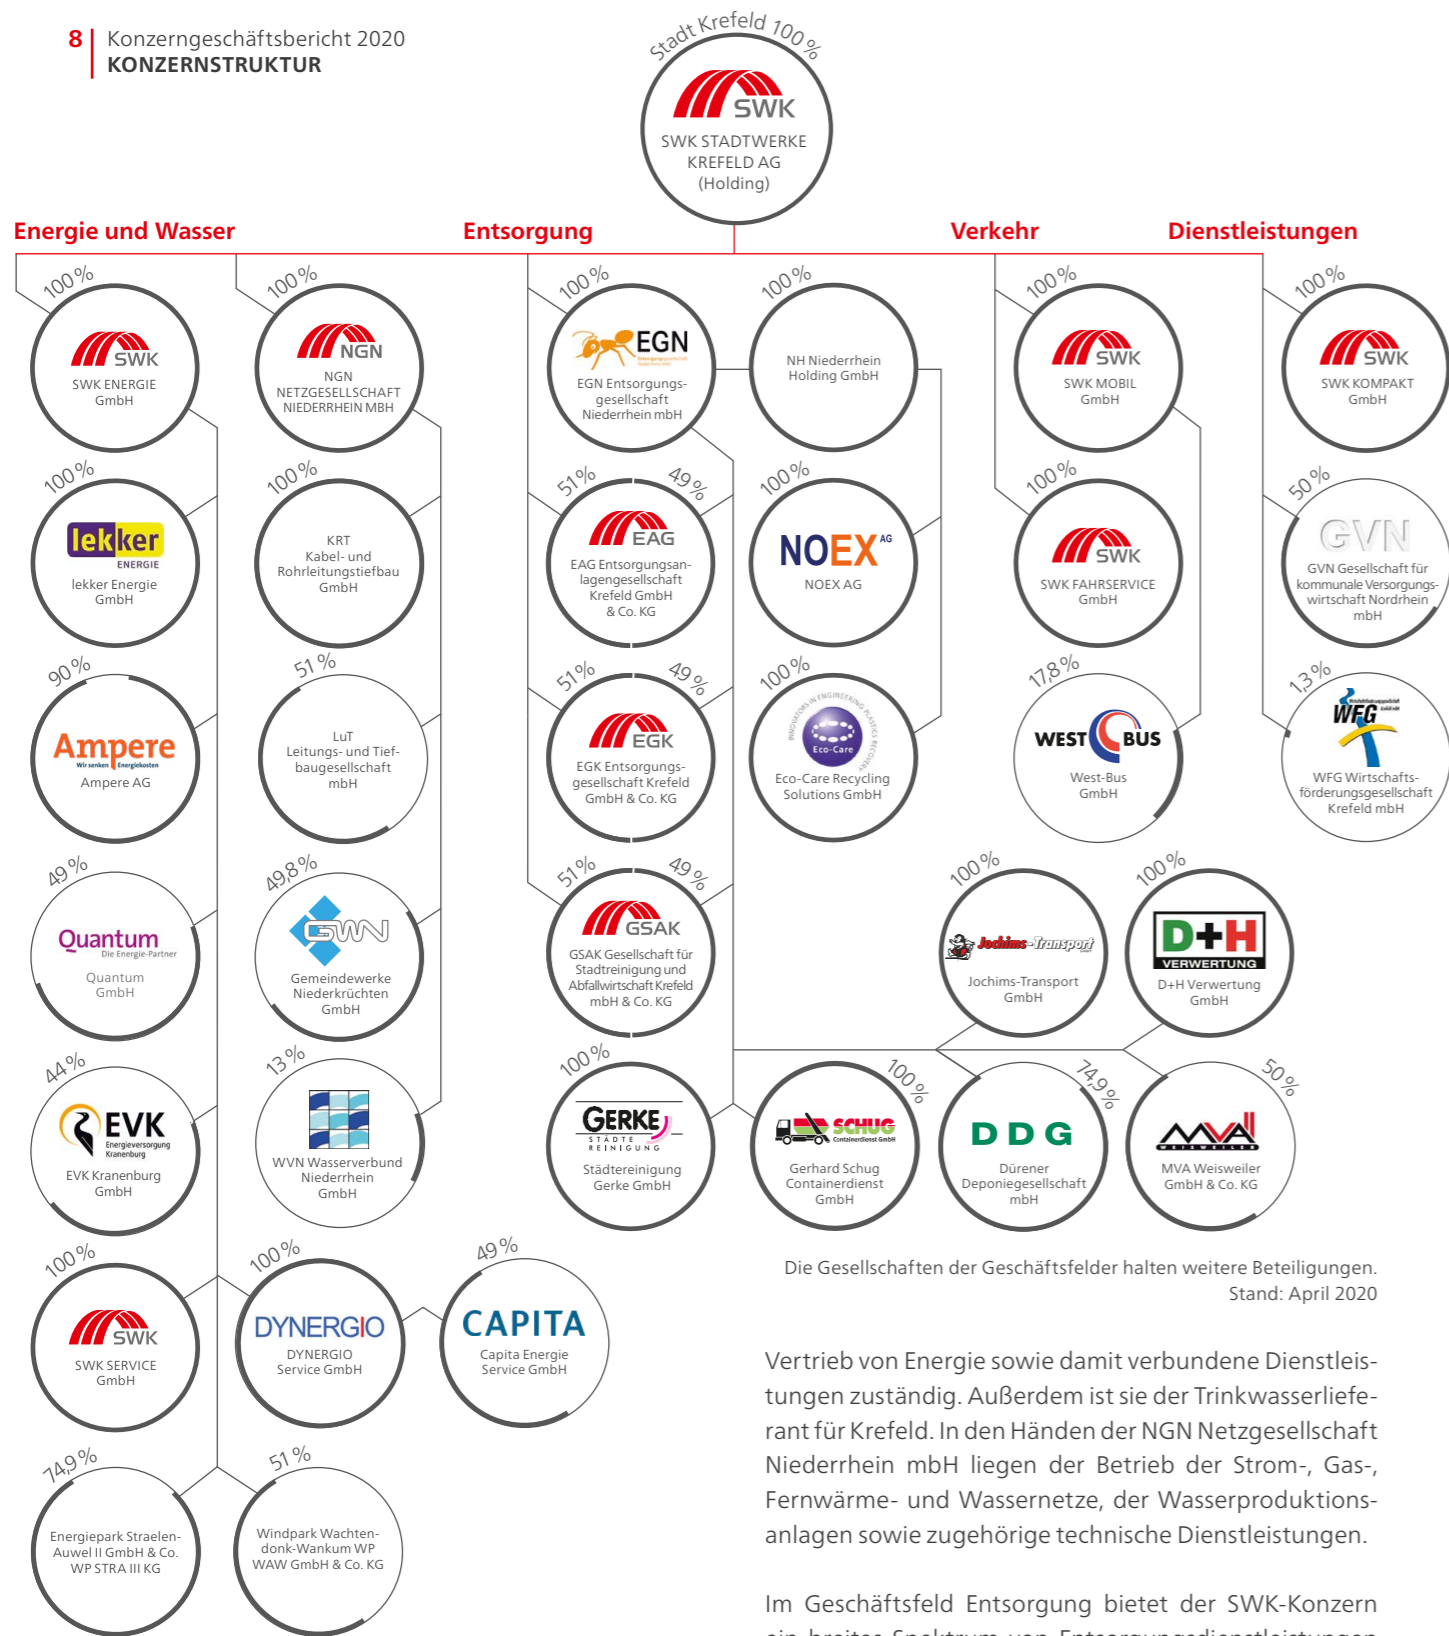 8 Konzerngeschäftsbericht 2020
KONZERNSTRUKTUR
Stadt Krefeld 100 %
SWK
SWK STADTWERKE
KREFELD AG
(Holding)
Energie und Wasser
Entsorgung
Verkehr
Dienstleistungen
100 %
SWK
SWK ENERGIE
GmbH
100 %
NGN
NGN
NETZGESELLSCHAFT
NIEDERRHEIN MBH
100 %
EGN
EGN Entsorgungs-
gesellschaft
Niederrhein mbH
100 %
NH Niederrhein
Holding GmbH
100 %
SWK
SWK MOBIL
GmbH
100 %
SWK
SWK KOMPAKT
GmbH
100 %
lekker
ENERGIE
lekker Energie
GmbH
100 %
KRT
Kabel- und
Rohrleitungstiefbau
GmbH
51% 49%
EAG
EAG Entsorgungsan-
lagengesellschaft
Krefeld GmbH
& Co. KG
100 %
NOEX AG
NOEX AG
100 %
SWK
SWK FAHRSERVICE
GmbH
50 %
GVN
GVN Gesellschaft für
kommunale Versorgungs-
wirtschaft Nordrhein
mbH
90 %
Ampere
Wir senken Energiekosten
Ampere AG
51 %
LuT
Leitungs- und Tief-
baugesellschaft
mbH
51% 49%
EGK
EGK Entsorgungs-
gesellschaft Krefeld
GmbH & Co. KG
100 %
INNOVATORS IN ENGINEERING PLASTICS RECOVERY
Eco-Care
Eco-Care Recycling
Solutions GmbH
17,8 %
WEST BUS
West-Bus
GmbH
1,3 %
WFG
WFG Wirtschafts-
förderungsgesellschaft
Krefeld mbH
49 %
Quantum
Die Energie-Partner
Quantum
GmbH
49,8 %
GWN
Gemeindewerke
Niederkrüchten
GmbH
51% 49%
GSAK
GSAK Gesellschaft für
Stadtreinigung und
Abfallwirtschaft Krefeld
mbH & Co. KG
100 %
Jochims-Transport
Jochims-Transport
GmbH
100 %
D+H
VERWERTUNG
D+H Verwertung
GmbH
44 %
EVK
Energieversorgung
Kranenburg
EVK Kranenburg
GmbH
13 %
WVN Wasserverbund
Niederrhein
GmbH
100 %
GERKE
STÄDTE
REINIGUNG
Städtereinigung
Gerke GmbH
100 %
SCHUG
Containerdienst GmbH
Gerhard Schug
Containerdienst
GmbH
74,9 %
DDG
Dürener
Deponiegesellschaft
mbH
50 %
MVA
WEISWEILER
MVA Weisweiler
GmbH & Co. KG
100 %
SWK
SWK SERVICE
GmbH
100 %
DYNERGIO
DYNERGIO
Service GmbH
49 %
CAPITA
Capita Energie
Service GmbH
74,9 %
Energiepark Straelen-
Auwel II GmbH & Co.
WP STRA III KG
51 %
Windpark Wachten-
donk-Wankum WP
WAW GmbH & Co. KG
Die Gesellschaften der Geschäftsfelder halten weitere Beteiligungen.
Stand: April 2020
Vertrieb von Energie sowie damit verbundene Dienstleis-
tungen zuständig. Außerdem ist sie der Trinkwasserliefe-
rant für Krefeld. In den Händen der NGN Netzgesellschaft
Niederrhein mbH liegen der Betrieb der Strom-, Gas-,
Fernwärme- und Wassernetze, der Wasserproduktions-
anlagen sowie zugehörige technische Dienstleistungen.
Im Geschäftsfeld Entsorgung bietet der SWK-Konzern
ein breites Spektrum von Entsorgungsdienstleistungen